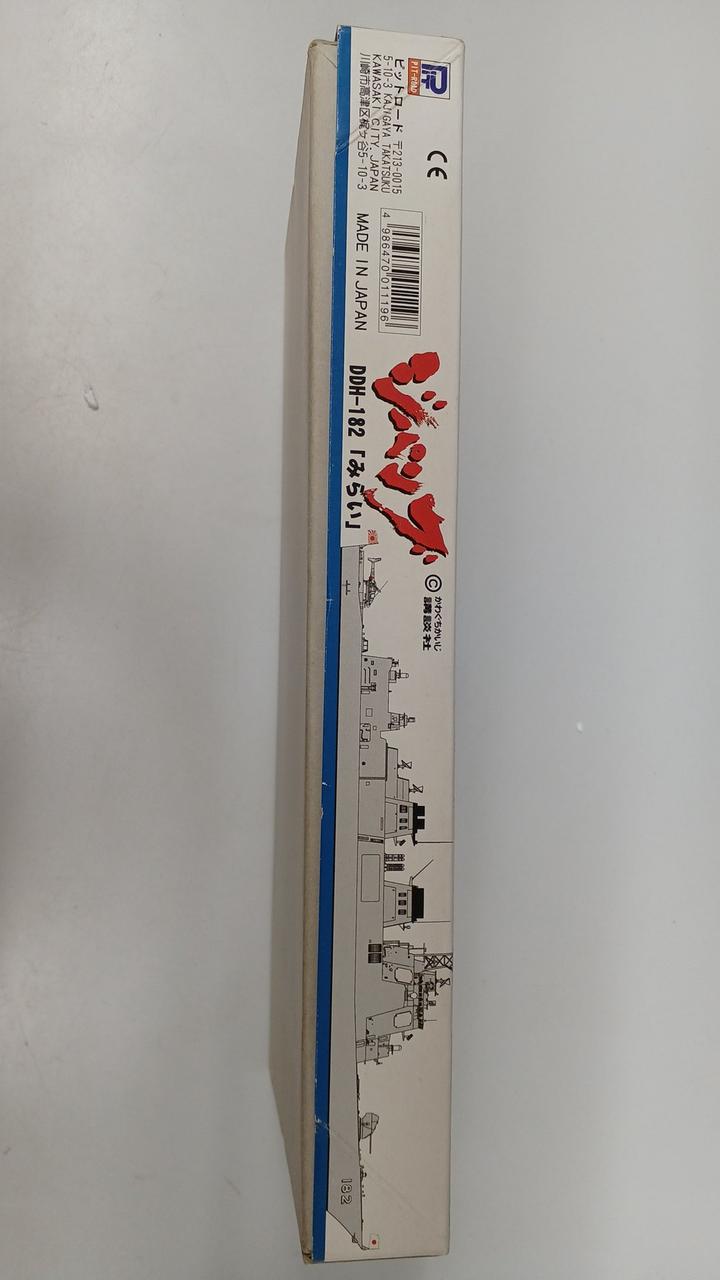 PIT-ROAD
ピットロード 〒213-0015
5-10-3 KAJIGAYA TAKATSUKU
KAWASAKI CITY. JAPAN
川崎市高津区梶ヶ谷5-10-3
CE
4 986470 011196
MADE IN JAPAN
ジパング
DDH-182「みらい」
© かわぐちかいじ
講談社
182